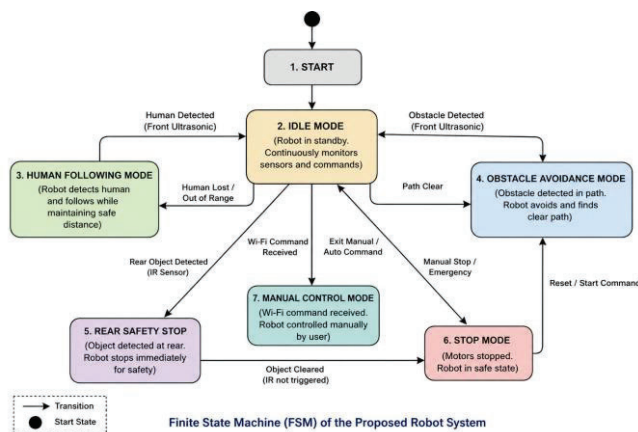 Start State
1. START
Human Detected
(Front Ultrasonic)
2. IDLE MODE
(Robot in standby.
Continuously monitors
sensors and commands)
Obstacle Detected
(Front Ultrasonic)
3. HUMAN FOLLOWING MODE
(Robot detects human
and follows while
maintaining safe
distance)
Human Lost /
Out of Range
Path Clear
4. OBSTACLE AVOIDANCE MODE
(Obstacle detected in path.
Robot avoids and finds
clear path)
Rear Object Detected
(IR Sensor)
Wi-Fi Command
Received
Exit Manual /
Auto Command
Manual Stop /
Emergency
Reset / Start Command
7. MANUAL CONTROL MODE
(Wi-Fi command received.
Robot controlled manually
by user)
5. REAR SAFETY STOP
(Object detected at rear.
Robot stops immediately
for safety)
Object Cleared
(IR not triggered)
6. STOP MODE
(Motors stopped.
Robot in safe state)
Transition
Start State
Finite State Machine (FSM) of the Proposed Robot System